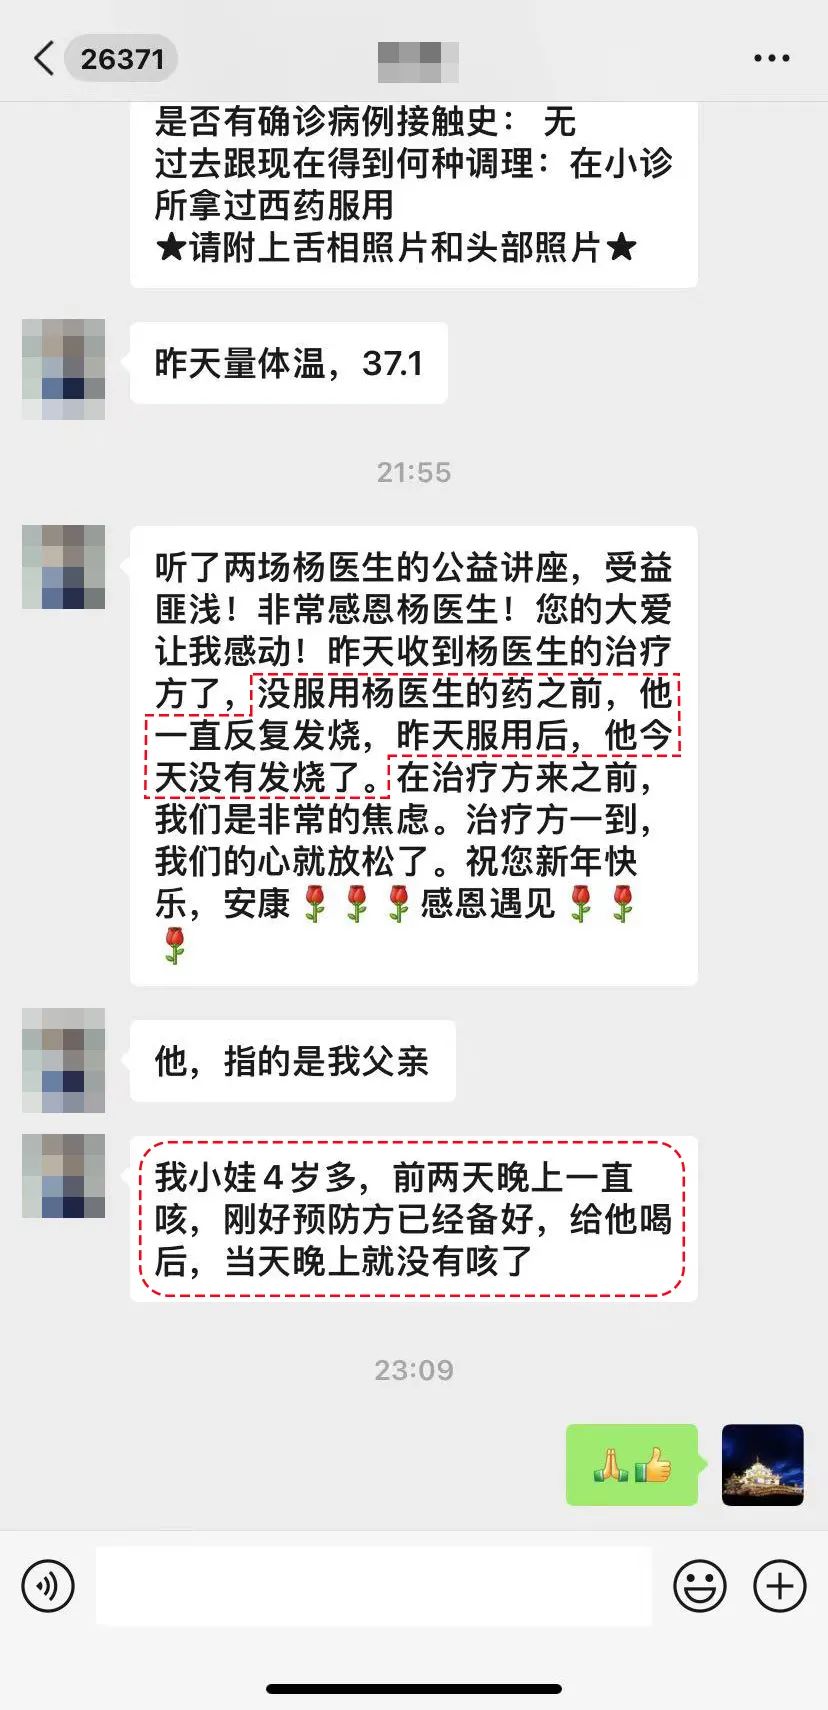 26371
是否有确诊病例接触史： 无
过去跟现在得到何种调理：在小诊
所拿过西药服用
★请附上舌相照片和头部照片★
昨天量体温，37.1
21:55
听了两场杨医生的公益讲座，受益
匪浅！非常感恩杨医生！您的大爱
让我感动！昨天收到杨医生的治疗
方了，没服用杨医生的药之前，他
一直反复发烧，昨天服用后，他今
天没有发烧了。在治疗方来之前，
我们是非常的焦虑。治疗方一到，
我们的心就放松了。祝您新年快
乐，安康🌹🌹🌹感恩遇见🌹🌹
🌹
他，指的是我父亲
我小娃4岁多，前两天晚上一直
咳，刚好预防方已经备好，给他喝
后，当天晚上就没有咳了
23:09
🙏👍